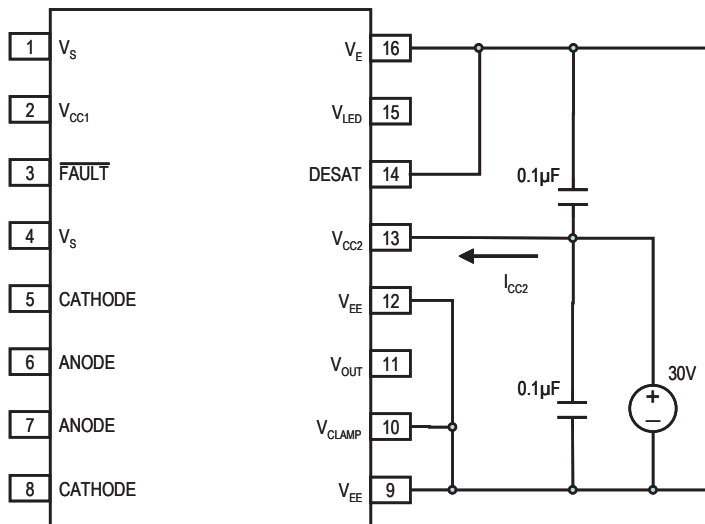 1 V_S
2 V_CC1
3 F̅A̅U̅L̅T̅
4 V_S
5 CATHODE
6 ANODE
7 ANODE
8 CATHODE
V_E 16
V_LED 15
DESAT 14
V_CC2 13
V_EE 12
V_OUT 11
V_CLAMP 10
V_EE 9
0.1µF
I_CC2
0.1µF
30V
+
–